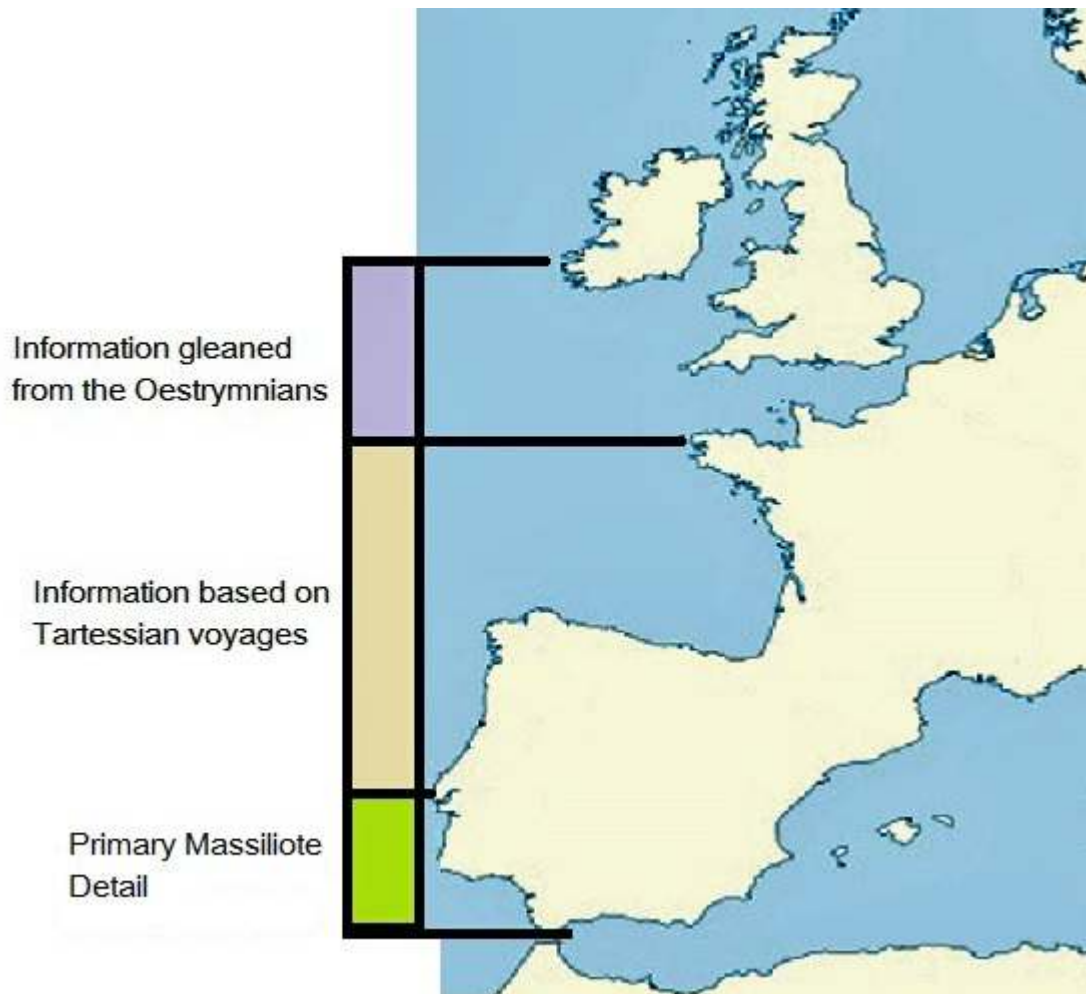 Information gleaned
from the Oestrymnians
Information based on
Tartessian voyages
Primary Massiliote
Detail